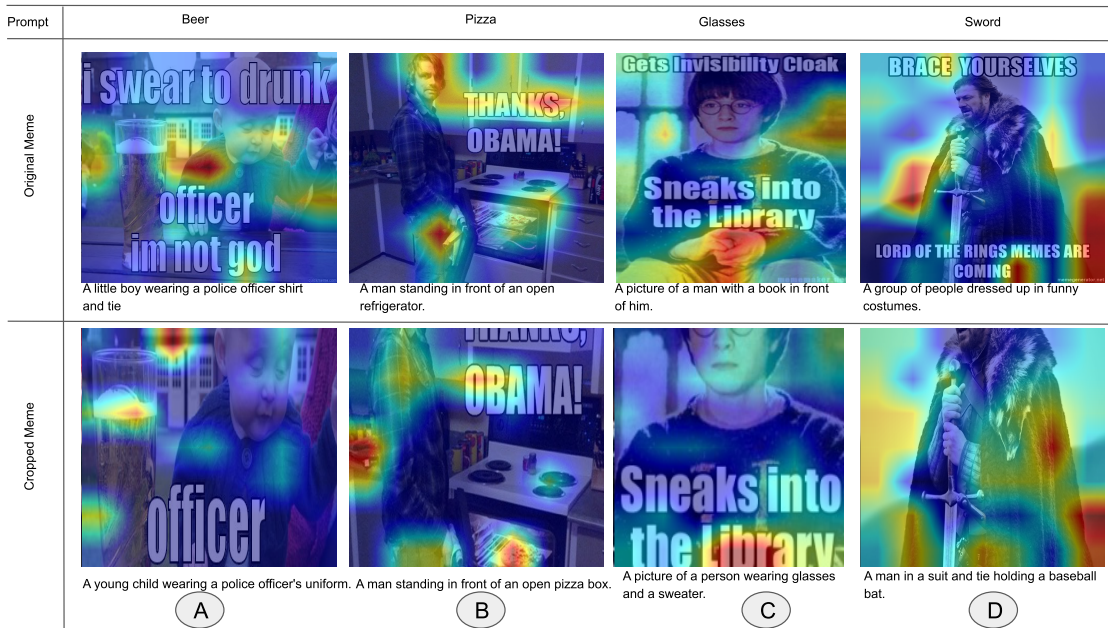 Prompt
Beer
Pizza
Glasses
Sword
Original Meme
i swear to drunk
officer
im not god
THANKS,
OBAMA!
Gets Invisibility Cloak
Sneaks into
the Library
BRACE YOURSELVES
LORD OF THE RINGS MEMES ARE
COMING
memegenerator.net
A little boy wearing a police officer shirt
and tie
A man standing in front of an open
refrigerator.
A picture of a man with a book in front
of him.
A group of people dressed up in funny
costumes.
Cropped Meme
officer
THANKS,
OBAMA!
Sneaks into
the Library
A young child wearing a police officer's uniform.
A man standing in front of an open pizza box.
A picture of a person wearing glasses
and a sweater.
A man in a suit and tie holding a baseball
bat.
A
B
C
D